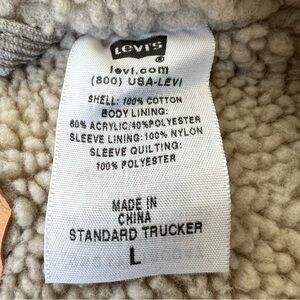 LEVI'S
®
levi.com
(800) USA-LEVI
SHELL: 100% COTTON
BODY LINING:
60% ACRYLIC/40%POLYESTER
SLEEVE LINING: 100% NYLON
SLEEVE QUILTING:
100% POLYESTER
MADE IN
CHINA
STANDARD TRUCKER
L